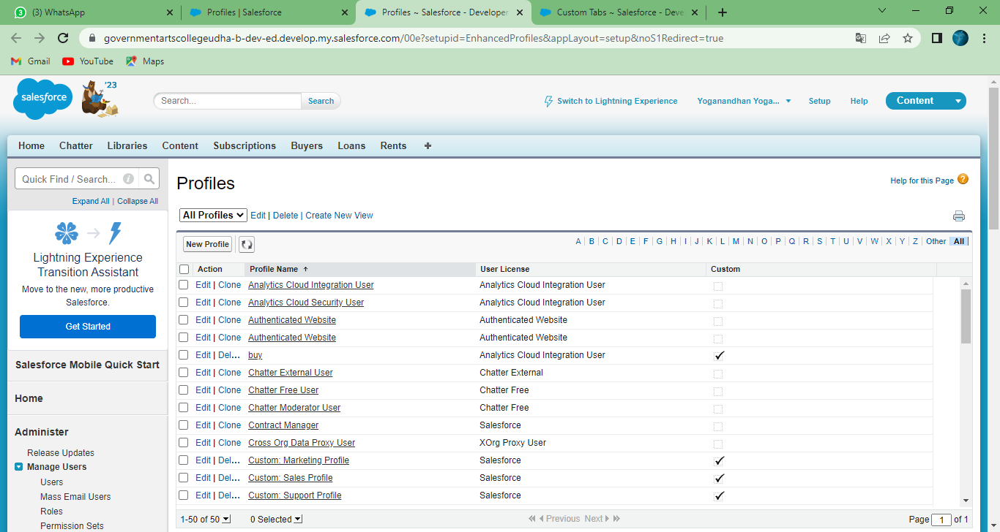 (3) WhatsApp
Profiles | Salesforce
Profiles ~ Salesforce - Developer
Custom Tabs ~ Salesforce - Deve
governmentartscollegeudha-b-dev-ed.develop.my.salesforce.com/00e?setupid=EnhancedProfiles&appLayout=setup&noS1Redirect=true
Gmail YouTube Maps
salesforce '23 Search... Search Switch to Lightning Experience Yoganandhan Yoga... Setup Help Content
Home Chatter Libraries Content Subscriptions Buyers Loans Rents +
Quick Find / Search...
Expand All | Collapse All
Lightning Experience
Transition Assistant
Move to the new, more productive
Salesforce.
Get Started
Salesforce Mobile Quick Start
Home
Administer
Release Updates
Manage Users
Users
Mass Email Users
Roles
Permission Sets
Profiles
Help for this Page ?
All Profiles Edit | Delete | Create New View
New Profile A | B | C | D | E | F | G | H | I | J | K | L | M | N | O | P | Q | R | S | T | U | V | W | X | Y | Z | Other | All
Action Profile Name User License Custom
Edit | Clone Analytics Cloud Integration User Analytics Cloud Integration User
Edit | Clone Analytics Cloud Security User Analytics Cloud Integration User
Edit | Clone Authenticated Website Authenticated Website
Edit | Clone Authenticated Website Authenticated Website
Edit | Del... buy Analytics Cloud Integration User
Edit | Clone Chatter External User Chatter External
Edit | Clone Chatter Free User Chatter Free
Edit | Clone Chatter Moderator User Chatter Free
Edit | Clone Contract Manager Salesforce
Edit | Clone Cross Org Data Proxy User XOrg Proxy User
Edit | Del... Custom: Marketing Profile Salesforce
Edit | Del... Custom: Sales Profile Salesforce
Edit | Del... Custom: Support Profile Salesforce
1-50 of 50 0 Selected Previous Next Page 1 of 1